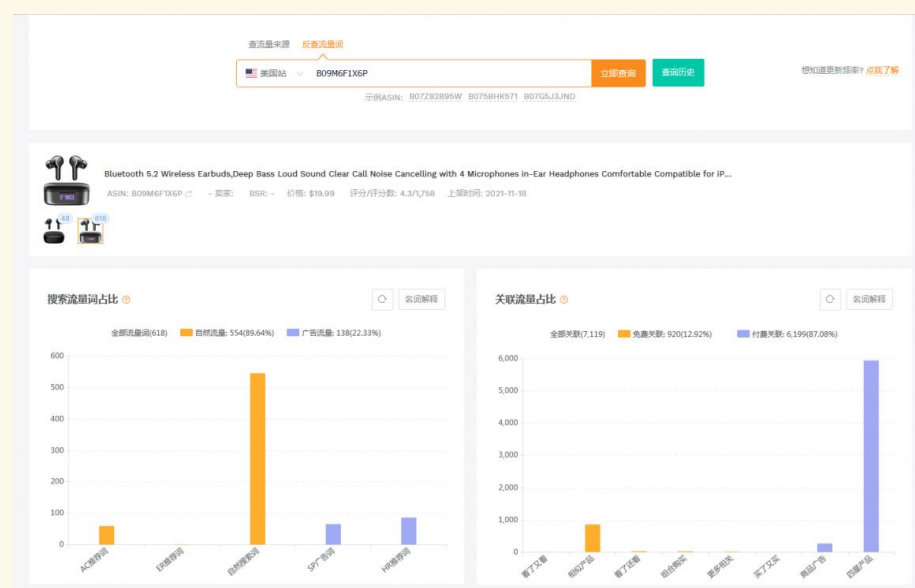 查流量来源 反查流量词
美国站 B09M6F1X6P 立即查询 查询历史 想知道更新频率? 点我了解
示例ASIN: B07Z82895W B075BHK571 B07G5J3JND
Bluetooth 5.2 Wireless Earbuds,Deep Bass Loud Sound Clear Call Noise Cancelling with 4 Microphones in-Ear Headphones Comfortable Compatible for iP...
ASIN: B09M6F1X6P - 卖家: BSR: - 价格: $19.99 评分/评分数: 4.3/1,758 上架时间: 2021-11-18
48 618
搜索流量词占比 名词解释
全部流量词(618) 自然流量: 554(89.64%) 广告流量: 138(22.33%)
600
500
400
300
200
100
0
AC推荐词 ER推荐词 自然搜索词 SP广告词 HR推荐词
关联流量占比 名词解释
全部关联(7,119) 免费关联: 920(12.92%) 付费关联: 6,199(87.08%)
6,000
5,000
4,000
3,000
2,000
1,000
0
看了又看 相似产品 看了还看 组合购买 更多相关 买了又买 商品广告 四星产品